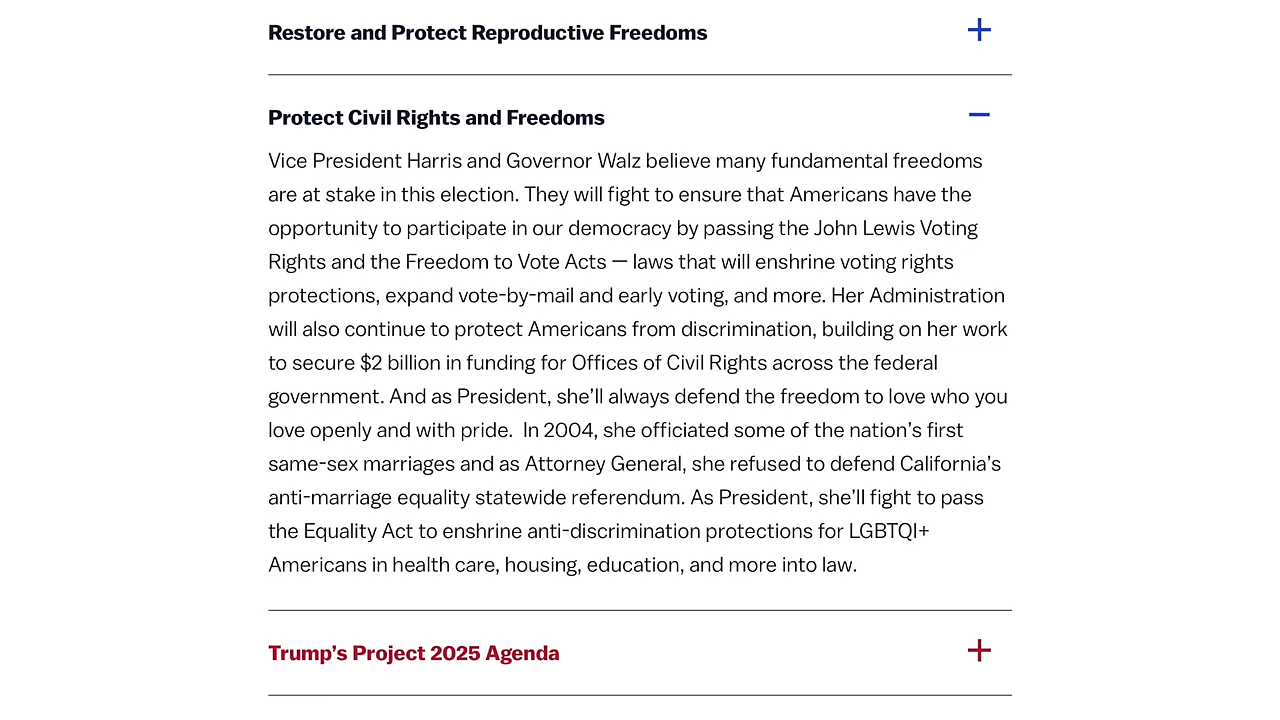 Restore and Protect Reproductive Freedoms
Protect Civil Rights and Freedoms
Vice President Harris and Governor Walz believe many fundamental freedoms
are at stake in this election. They will fight to ensure that Americans have the
opportunity to participate in our democracy by passing the John Lewis Voting
Rights and the Freedom to Vote Acts — laws that will enshrine voting rights
protections, expand vote-by-mail and early voting, and more. Her Administration
will also continue to protect Americans from discrimination, building on her work
to secure $2 billion in funding for Offices of Civil Rights across the federal
government. And as President, she’ll always defend the freedom to love who you
love openly and with pride.  In 2004, she officiated some of the nation’s first
same-sex marriages and as Attorney General, she refused to defend California’s
anti-marriage equality statewide referendum. As President, she’ll fight to pass
the Equality Act to enshrine anti-discrimination protections for LGBTQI+
Americans in health care, housing, education, and more into law.
Trump’s Project 2025 Agenda